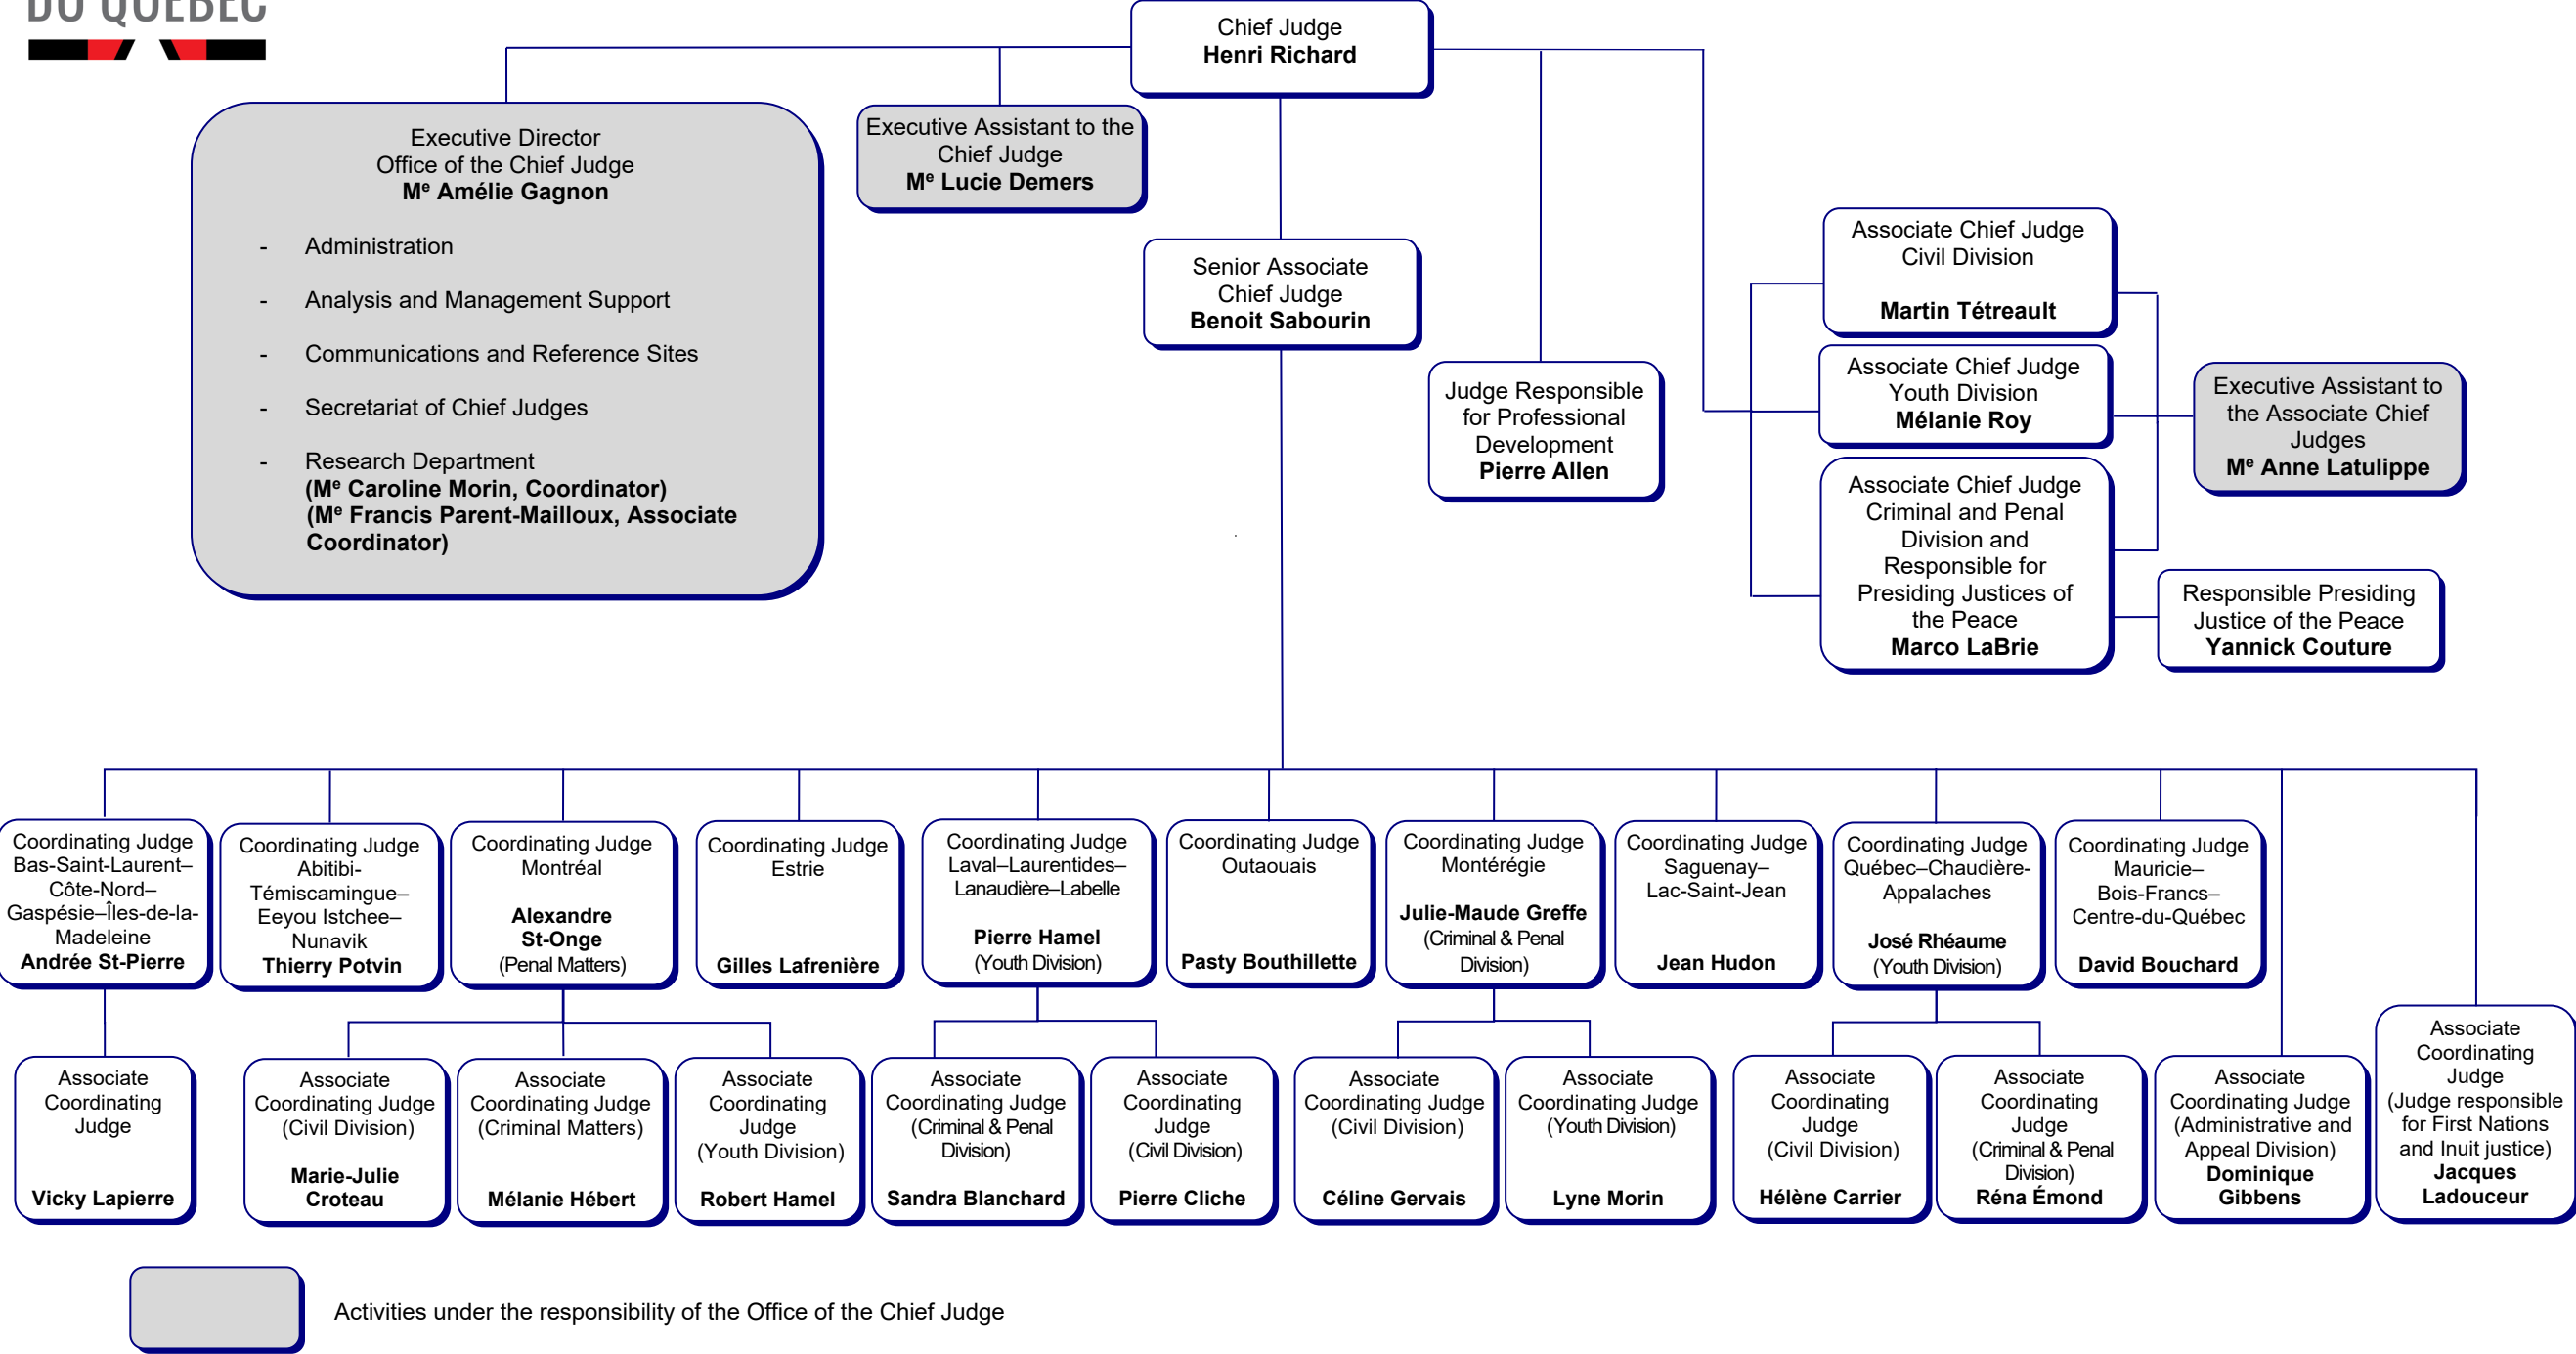 DU QUÉBEC
Chief Judge
Henri Richard
Executive Director
Office of the Chief Judge
Me Amélie Gagnon
- Administration
- Analysis and Management Support
- Communications and Reference Sites
- Secretariat of Chief Judges
- Research Department
(Me Caroline Morin, Coordinator)
(Me Francis Parent-Mailloux, Associate
Coordinator)
Executive Assistant to the
Chief Judge
Me Lucie Demers
Senior Associate
Chief Judge
Benoit Sabourin
Judge Responsible
for Professional
Development
Pierre Allen
Associate Chief Judge
Civil Division
Martin Tétreault
Associate Chief Judge
Youth Division
Mélanie Roy
Associate Chief Judge
Criminal and Penal
Division and
Responsible for
Presiding Justices of
the Peace
Marco LaBrie
Executive Assistant to
the Associate Chief
Judges
Me Anne Latulippe
Responsible Presiding
Justice of the Peace
Yannick Couture
Coordinating Judge
Bas-Saint-Laurent–
Côte-Nord–
Gaspésie–Îles-de-la-
Madeleine
Andrée St-Pierre
Coordinating Judge
Abitibi-
Témiscamingue–
Eeyou Istchee–
Nunavik
Thierry Potvin
Coordinating Judge
Montréal
Alexandre
St-Onge
(Penal Matters)
Coordinating Judge
Estrie
Gilles Lafrenière
Coordinating Judge
Laval–Laurentides–
Lanaudière–Labelle
Pierre Hamel
(Youth Division)
Coordinating Judge
Outaouais
Pasty Bouthillette
Coordinating Judge
Montérégie
Julie-Maude Greffe
(Criminal & Penal
Division)
Coordinating Judge
Saguenay–
Lac-Saint-Jean
Jean Hudon
Coordinating Judge
Québec–Chaudière-
Appalaches
José Rhéaume
(Youth Division)
Coordinating Judge
Mauricie–
Bois-Francs–
Centre-du-Québec
David Bouchard
Associate
Coordinating
Judge
Vicky Lapierre
Associate
Coordinating Judge
(Civil Division)
Marie-Julie
Croteau
Associate
Coordinating Judge
(Criminal Matters)
Mélanie Hébert
Associate
Coordinating
Judge
(Youth Division)
Robert Hamel
Associate
Coordinating Judge
(Criminal & Penal
Division)
Sandra Blanchard
Associate
Coordinating
Judge
(Civil Division)
Pierre Cliche
Associate
Coordinating Judge
(Civil Division)
Céline Gervais
Associate
Coordinating Judge
(Youth Division)
Lyne Morin
Associate
Coordinating
Judge
(Civil Division)
Hélène Carrier
Associate
Coordinating
Judge
(Criminal & Penal
Division)
Réna Émond
Associate
Coordinating Judge
(Administrative and
Appeal Division)
Dominique
Gibbens
Associate
Coordinating
Judge
(Judge responsible
for First Nations
and Inuit justice)
Jacques
Ladouceur
Activities under the responsibility of the Office of the Chief Judge